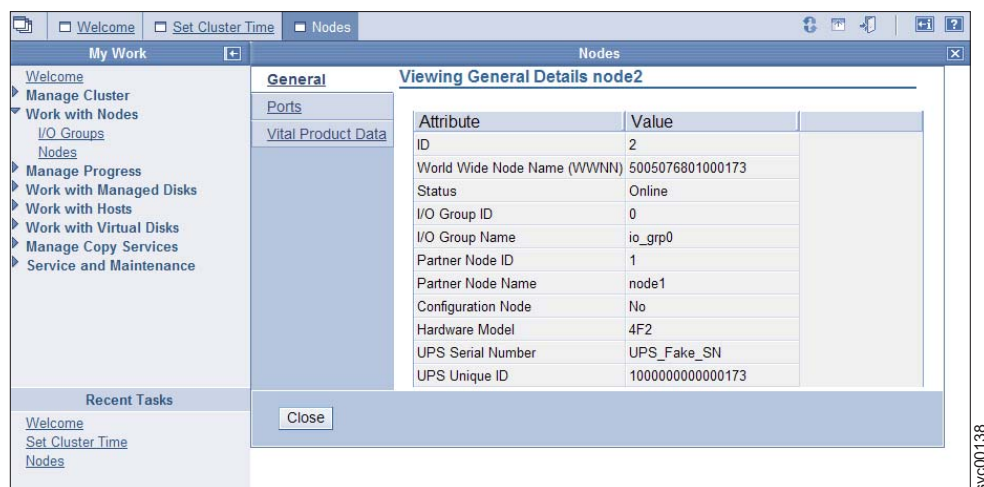 Welcome Set Cluster Time Nodes
My Work
Welcome
Manage Cluster
Work with Nodes
I/O Groups
Nodes
Manage Progress
Work with Managed Disks
Work with Hosts
Work with Virtual Disks
Manage Copy Services
Service and Maintenance
Recent Tasks
Welcome
Set Cluster Time
Nodes
Nodes
General
Ports
Vital Product Data
Viewing General Details node2
Attribute Value
ID 2
World Wide Node Name (WWNN) 5005076801000173
Status Online
I/O Group ID 0
I/O Group Name io_grp0
Partner Node ID 1
Partner Node Name node1
Configuration Node No
Hardware Model 4F2
UPS Serial Number UPS_Fake_SN
UPS Unique ID 1000000000000173
Close
svc00138